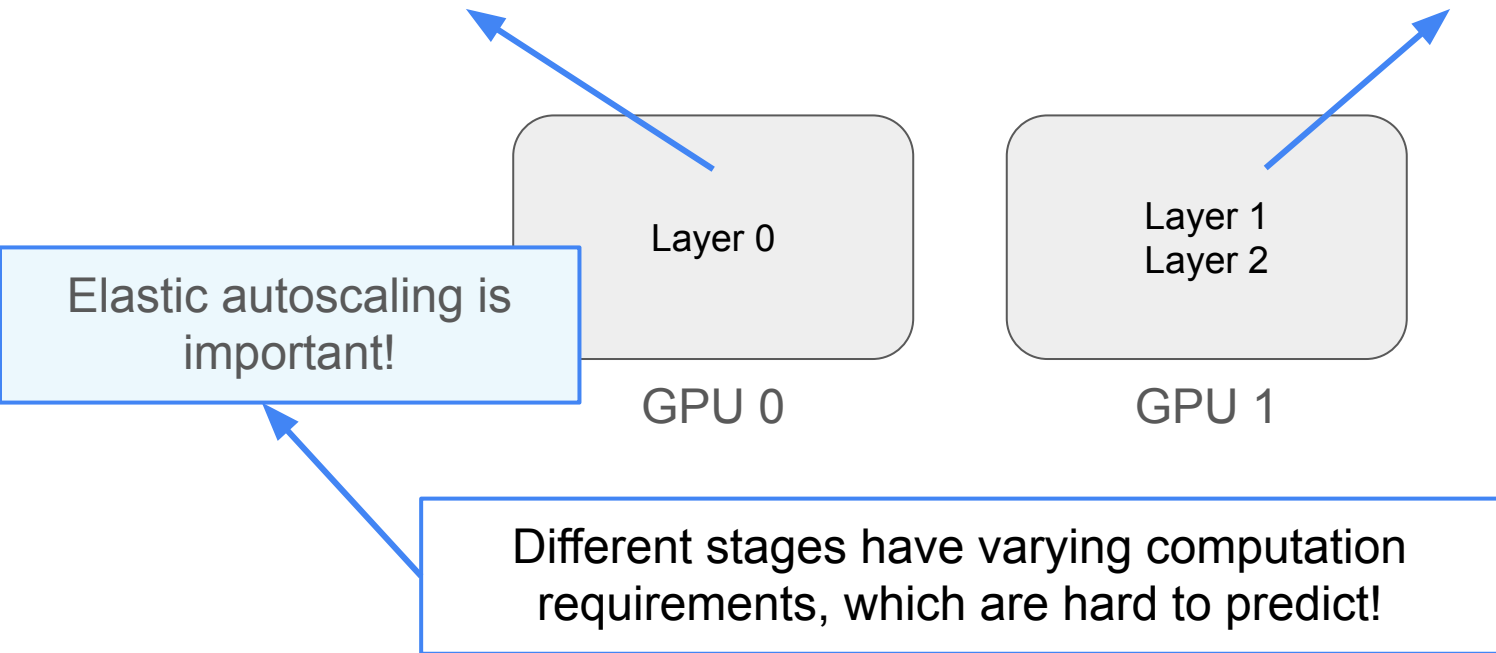 Layer 0
Layer 1
Layer 2
Elastic autoscaling is
important!
GPU 0
GPU 1
Different stages have varying computation
requirements, which are hard to predict!